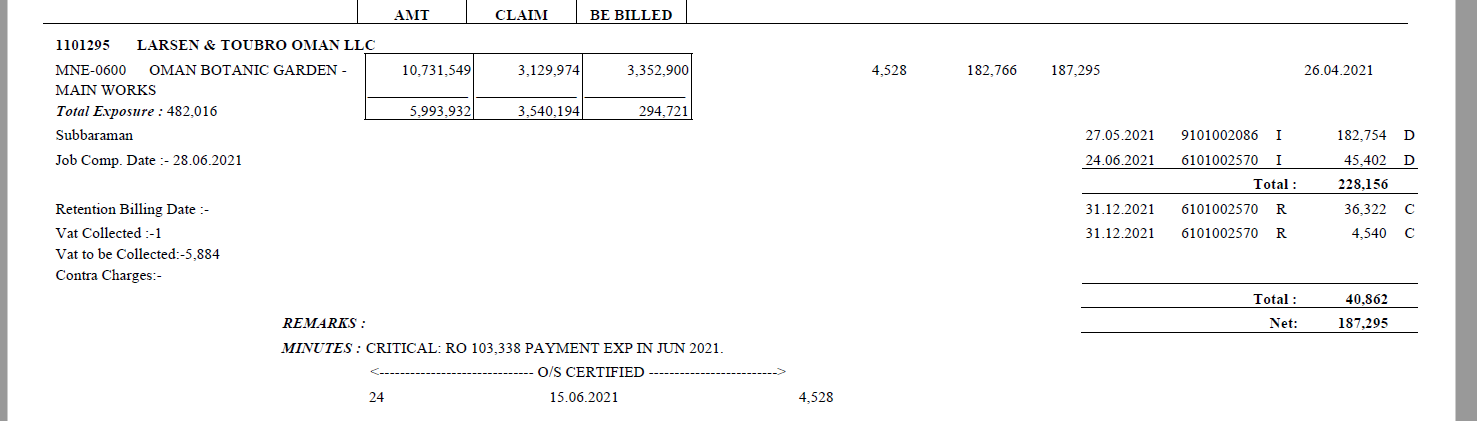 AMT CLAIM BE BILLED
1101295 LARSEN & TOUBRO OMAN LLC
MNE-0600 OMAN BOTANIC GARDEN - 10,731,549 3,129,974 3,352,900 4,528 182,766 187,295 26.04.2021
MAIN WORKS
Total Exposure : 482,016 5,993,932 3,540,194 294,721
Subbaraman 27.05.2021 9101002086 I 182,754 D
Job Comp. Date :- 28.06.2021 24.06.2021 6101002570 I 45,402 D
Total : 228,156
Retention Billing Date :- 31.12.2021 6101002570 R 36,322 C
Vat Collected :-1 31.12.2021 6101002570 R 4,540 C
Vat to be Collected:-5,884
Contra Charges:-
Total : 40,862
REMARKS : Net: 187,295
MINUTES : CRITICAL: RO 103,338 PAYMENT EXP IN JUN 2021.
<------------------------------ O/S CERTIFIED ------------------------->
24 15.06.2021 4,528